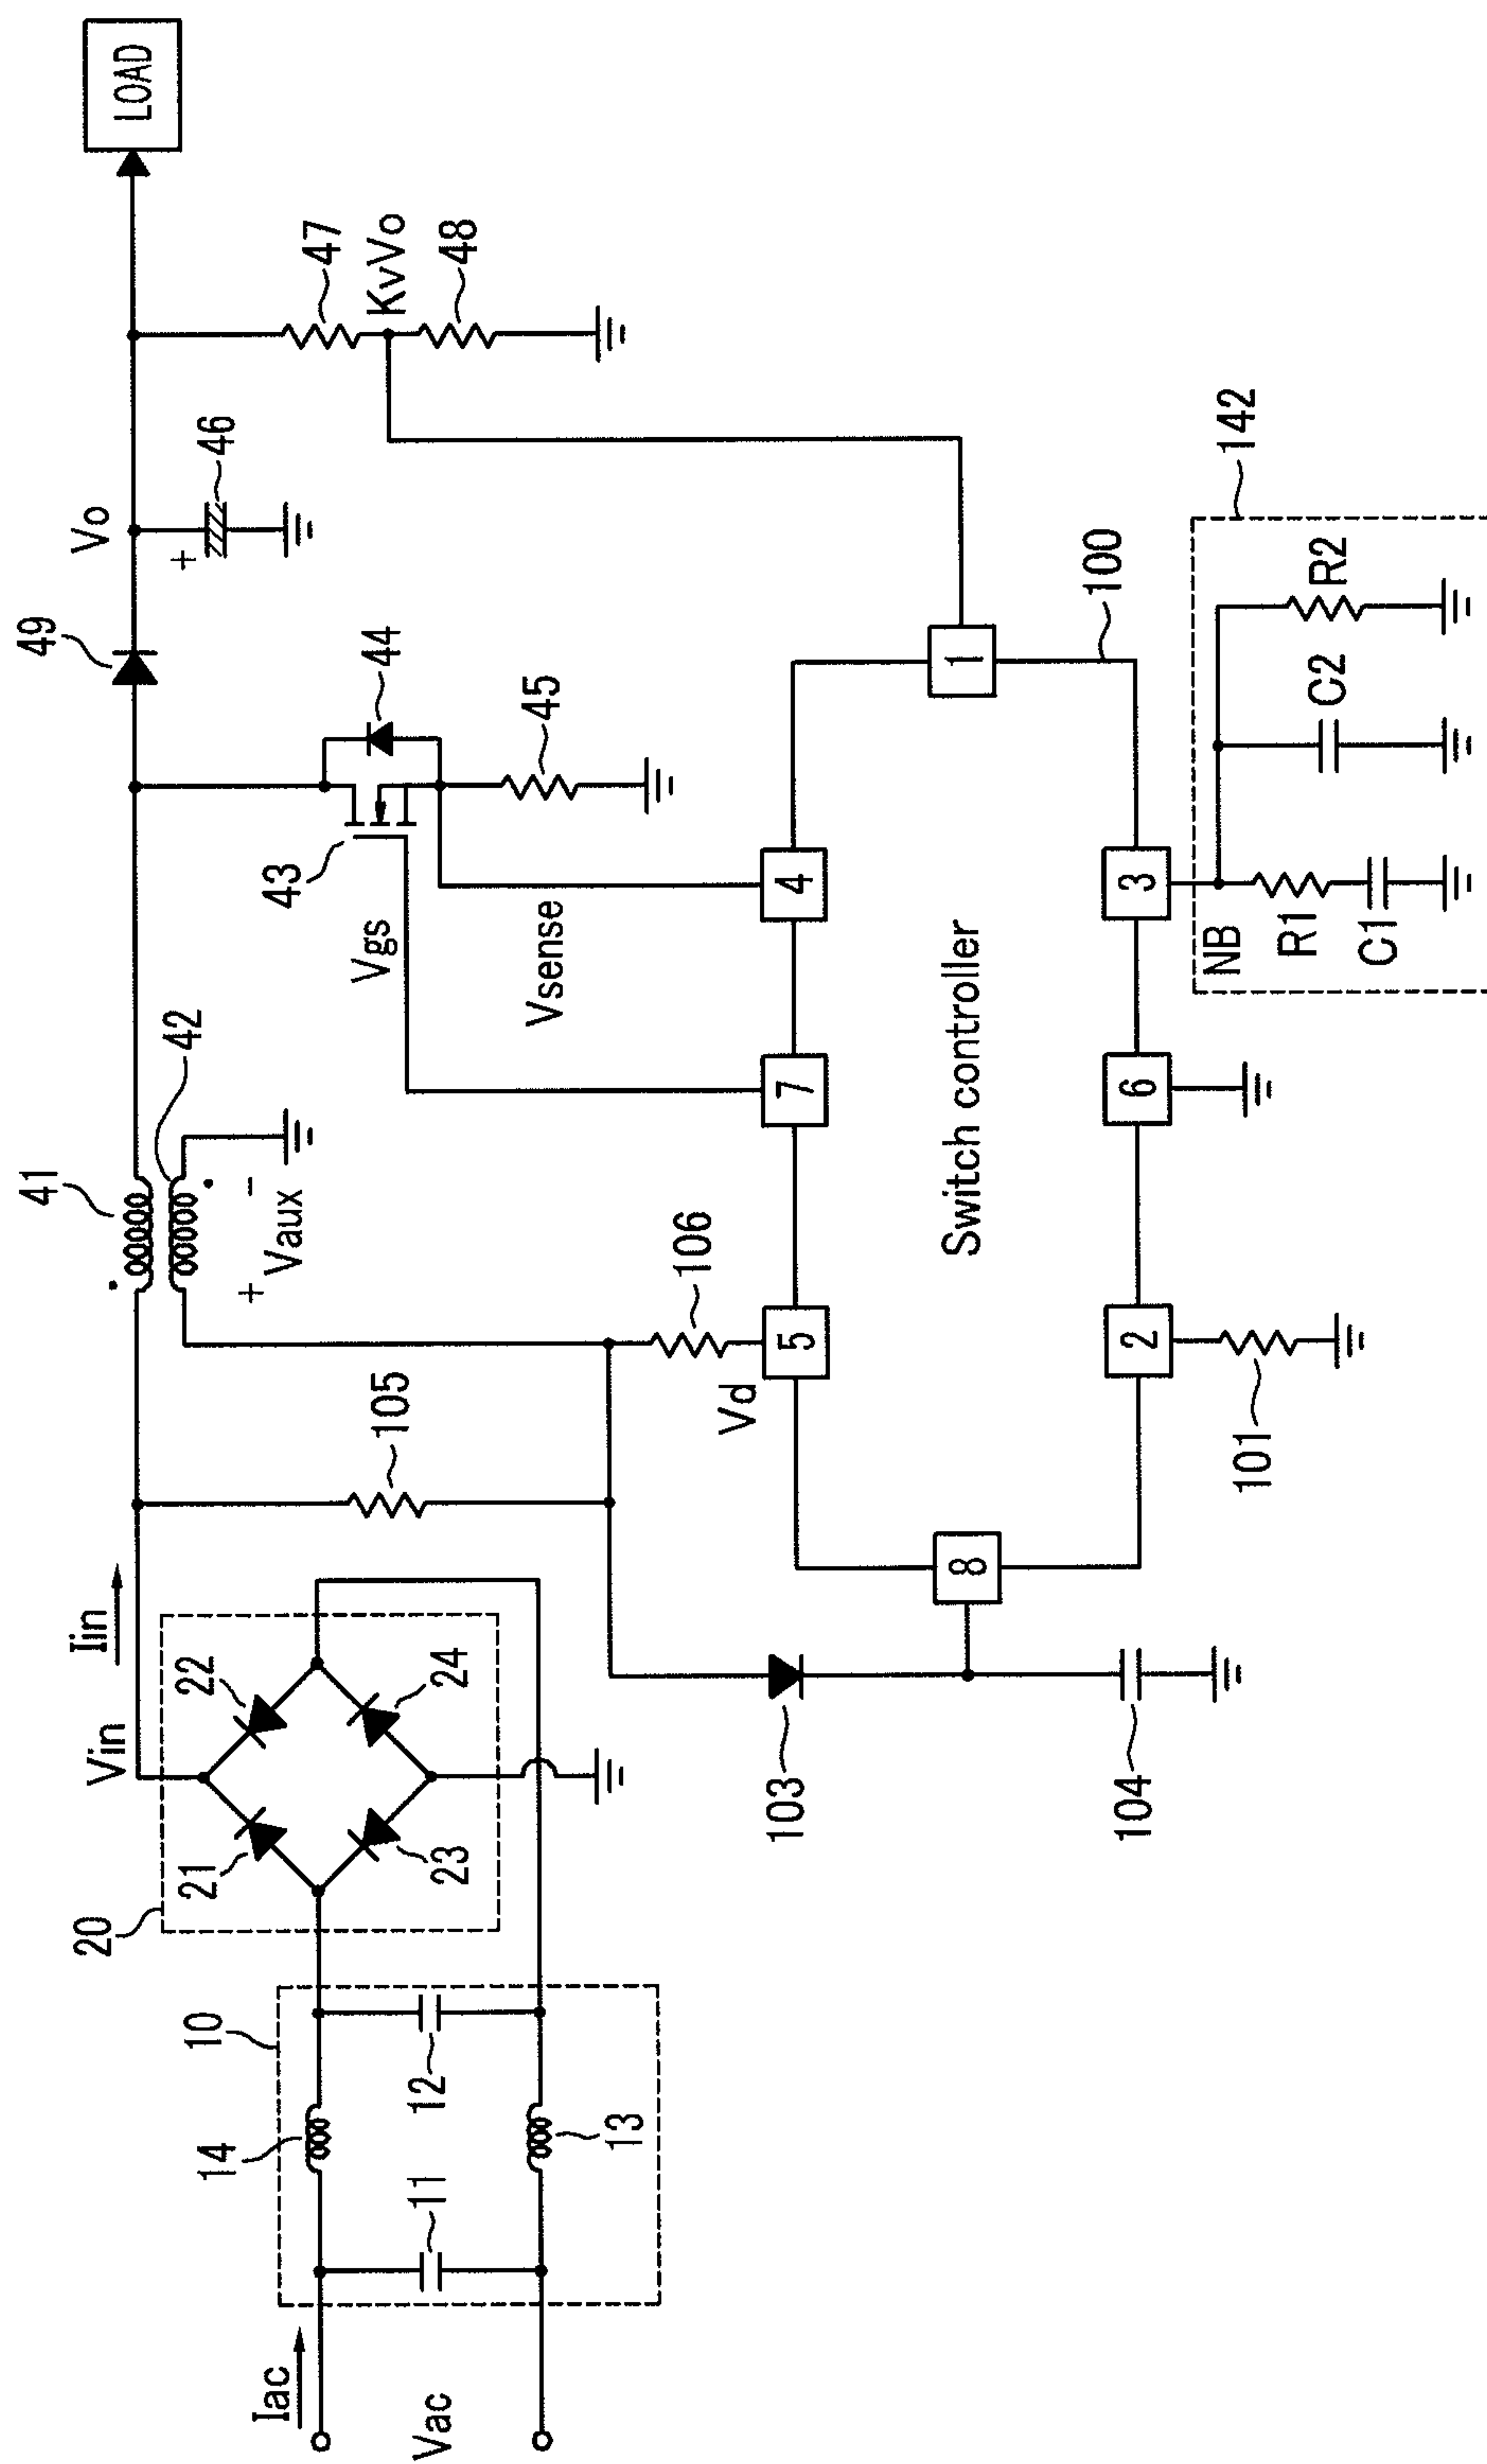 LOAD
Vo
49
46
47
KvVo
48
41
42
+ Vaux -
43
44
45
+
Vgs
Vsense
Iin
Vin
20
21
22
23
24
105
106
Vd
10
14
11
12
13
Iac
Vac
103
104
5
7
4
8
Switch controller
1
100
2
6
3
101
142
NB
R1
C1
C2
R2